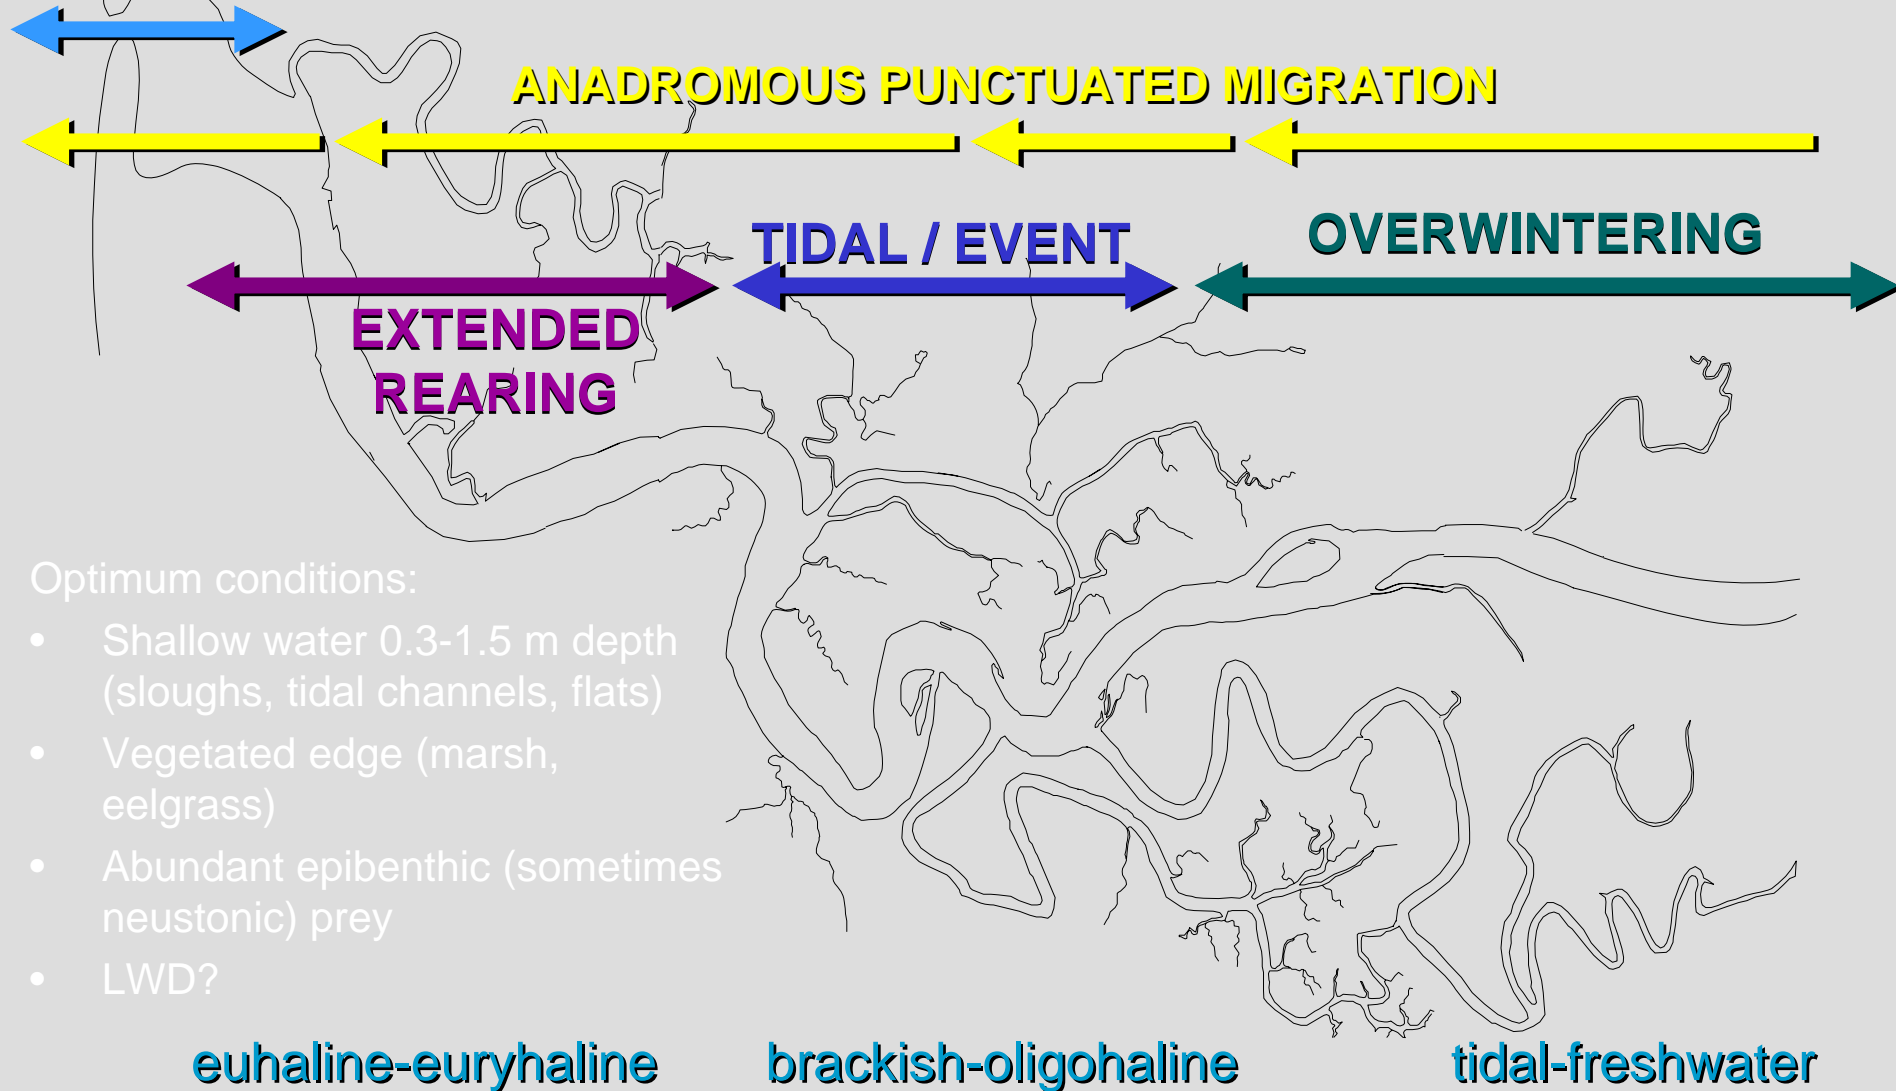 ANADROMOUS PUNCTUATED MIGRATION
TIDAL / EVENT
OVERWINTERING
EXTENDED
REARING
Optimum conditions:
• Shallow water 0.3-1.5 m depth
(sloughs, tidal channels, flats)
• Vegetated edge (marsh,
eelgrass)
• Abundant epibenthic (sometimes
neustonic) prey
• LWD?
euhaline-euryhaline
brackish-oligohaline
tidal-freshwater